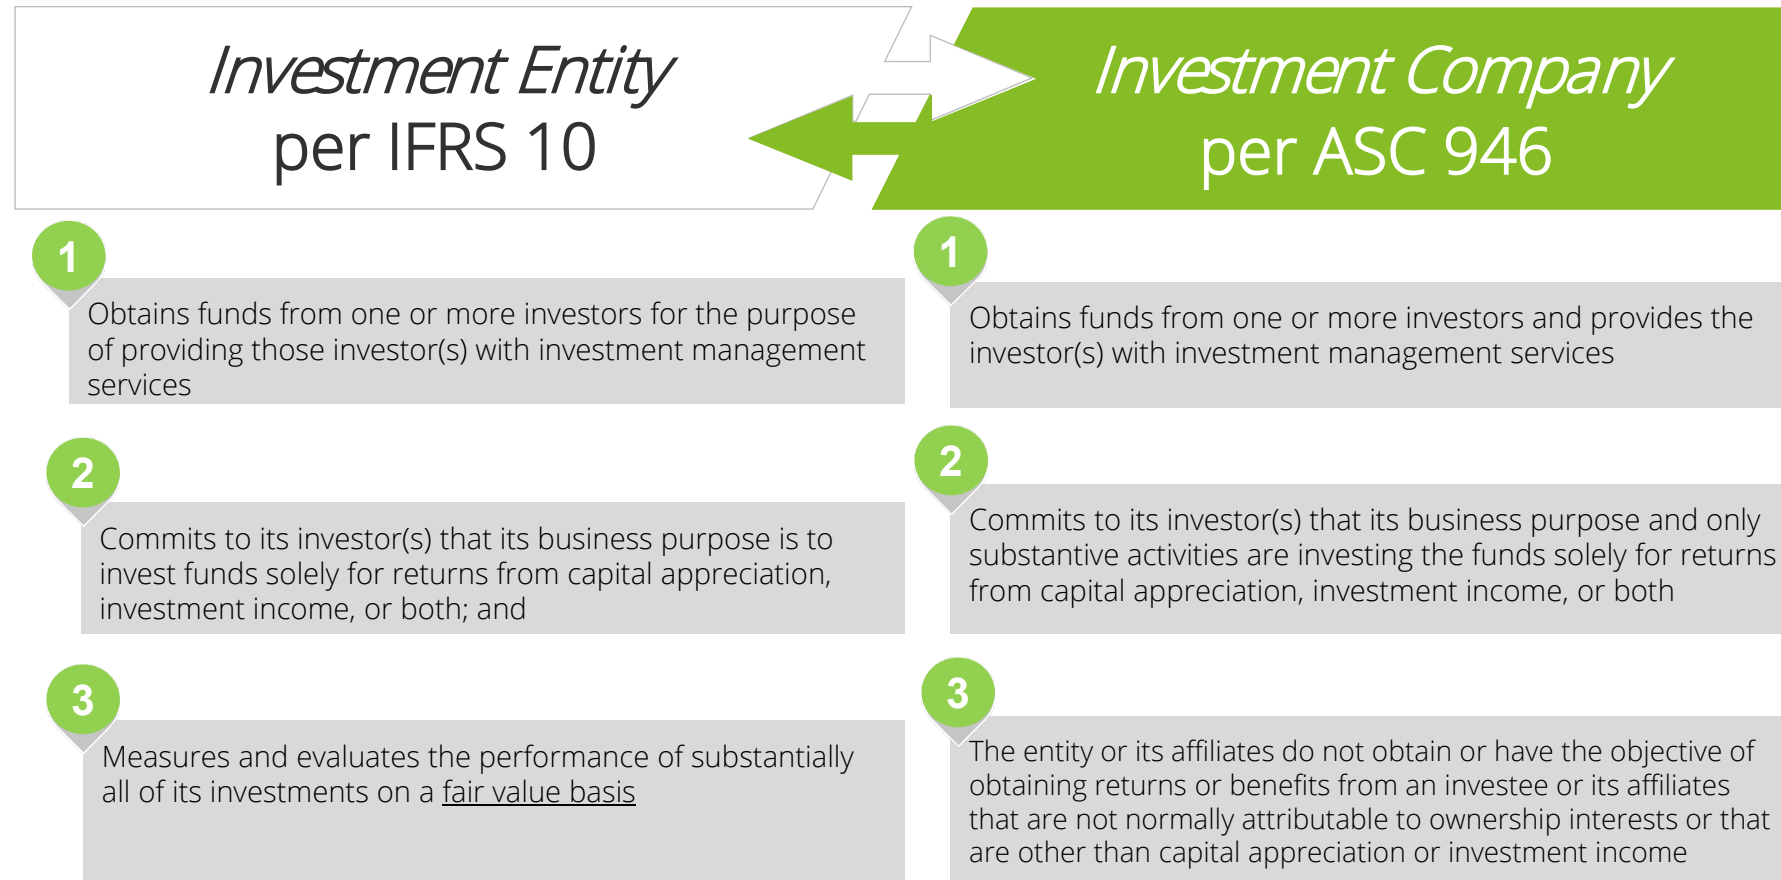 Investment Entity
per IFRS 10
Investment Company
per ASC 946
1
Obtains funds from one or more investors for the purpose
of providing those investor(s) with investment management
services
2
Commits to its investor(s) that its business purpose is to
invest funds solely for returns from capital appreciation,
investment income, or both; and
3
Measures and evaluates the performance of substantially
all of its investments on a fair value basis
1
Obtains funds from one or more investors and provides the
investor(s) with investment management services
2
Commits to its investor(s) that its business purpose and only
substantive activities are investing the funds solely for returns
from capital appreciation, investment income, or both
3
The entity or its affiliates do not obtain or have the objective of
obtaining returns or benefits from an investee or its affiliates
that are not normally attributable to ownership interests or that
are other than capital appreciation or investment income